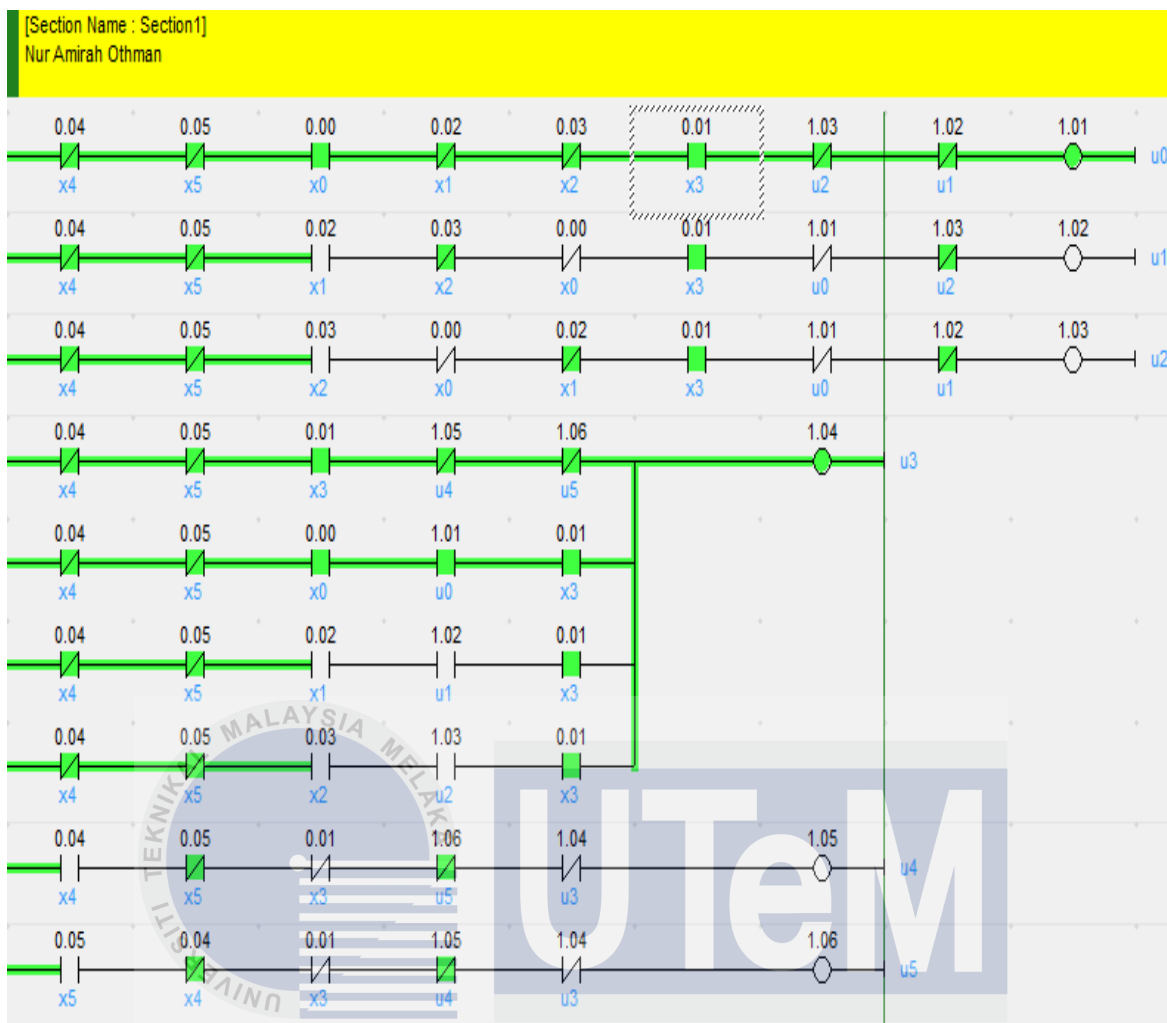 [Section Name : Section1]
Nur Amirah Othman
0.04 0.05 0.00 0.02 0.03 0.01 1.03 1.02 1.01
u0
x4 x5 x0 x1 x2 x3 u2 u1
0.04 0.05 0.02 0.03 0.00 0.01 1.01 1.03 1.02
u1
x4 x5 x1 x2 x0 x3 u0 u2
0.04 0.05 0.03 0.00 0.02 0.01 1.01 1.02 1.03
u2
x4 x5 x2 x0 x1 x3 u0 u1
0.04 0.05 0.01 1.05 1.06 1.04
u3
x4 x5 x3 u4 u5
0.04 0.05 0.00 1.01 0.01
x4 x5 x0 u0 x3
0.04 0.05 0.02 1.02 0.01
x4 x5 x1 u1 x3
0.04 0.05 0.03 1.03 0.01
x4 x5 x2 u2 x3
0.04 0.05 0.01 1.06 1.04 1.05
u4
x4 x5 x3 u5 u3
0.05 0.04 0.01 1.05 1.04 1.06
u5
x5 x4 x3 u4 u3
UNIVERSITI TEKNIKAL MALAYSIA MELAKA
UTeM